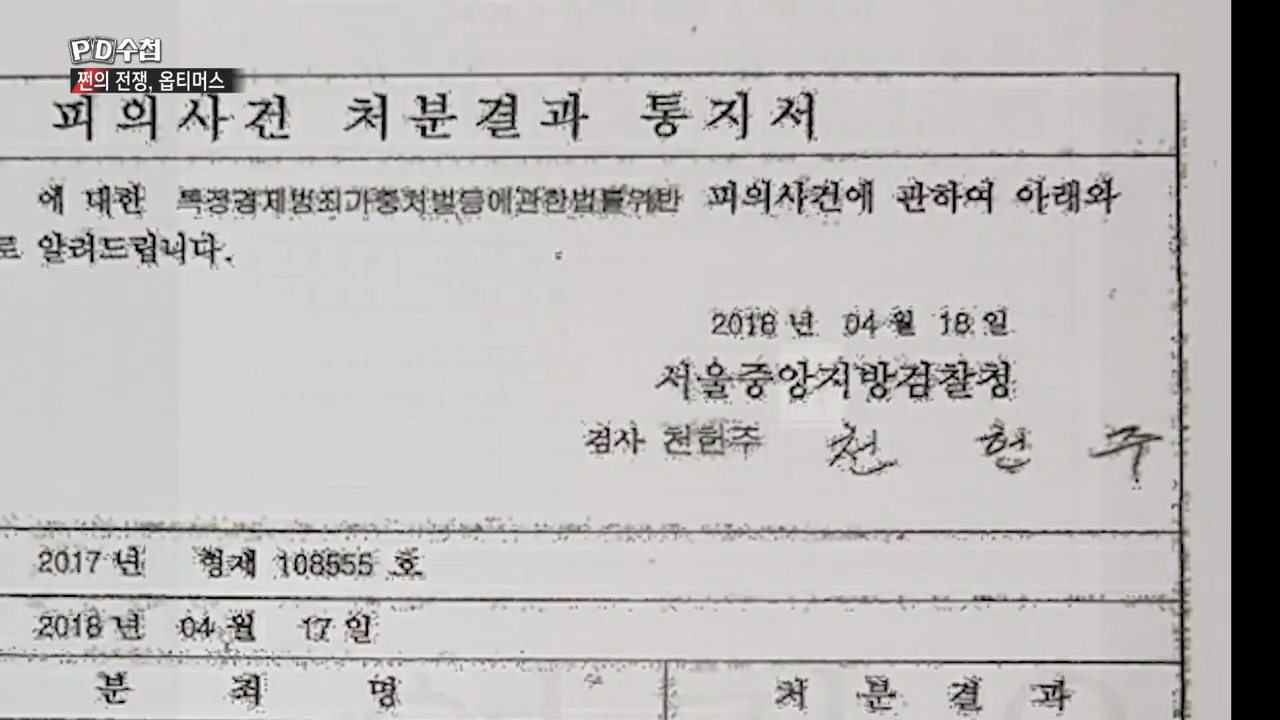 PD수첩
쩐의 전쟁, 옵티머스
피의사건 처분결과 통지서
에 대한 특정경제범죄가중처벌등에관한법률위반 피의사건에 관하여 아래와
로 알려드립니다.
2018 년 04 월 18 일
서울중앙지방검찰청
검사 천헌주 천 헌 주
2017 년 형제 108555 호
2018 년 04 월 17 일
분 죄 명 처 분 결 과